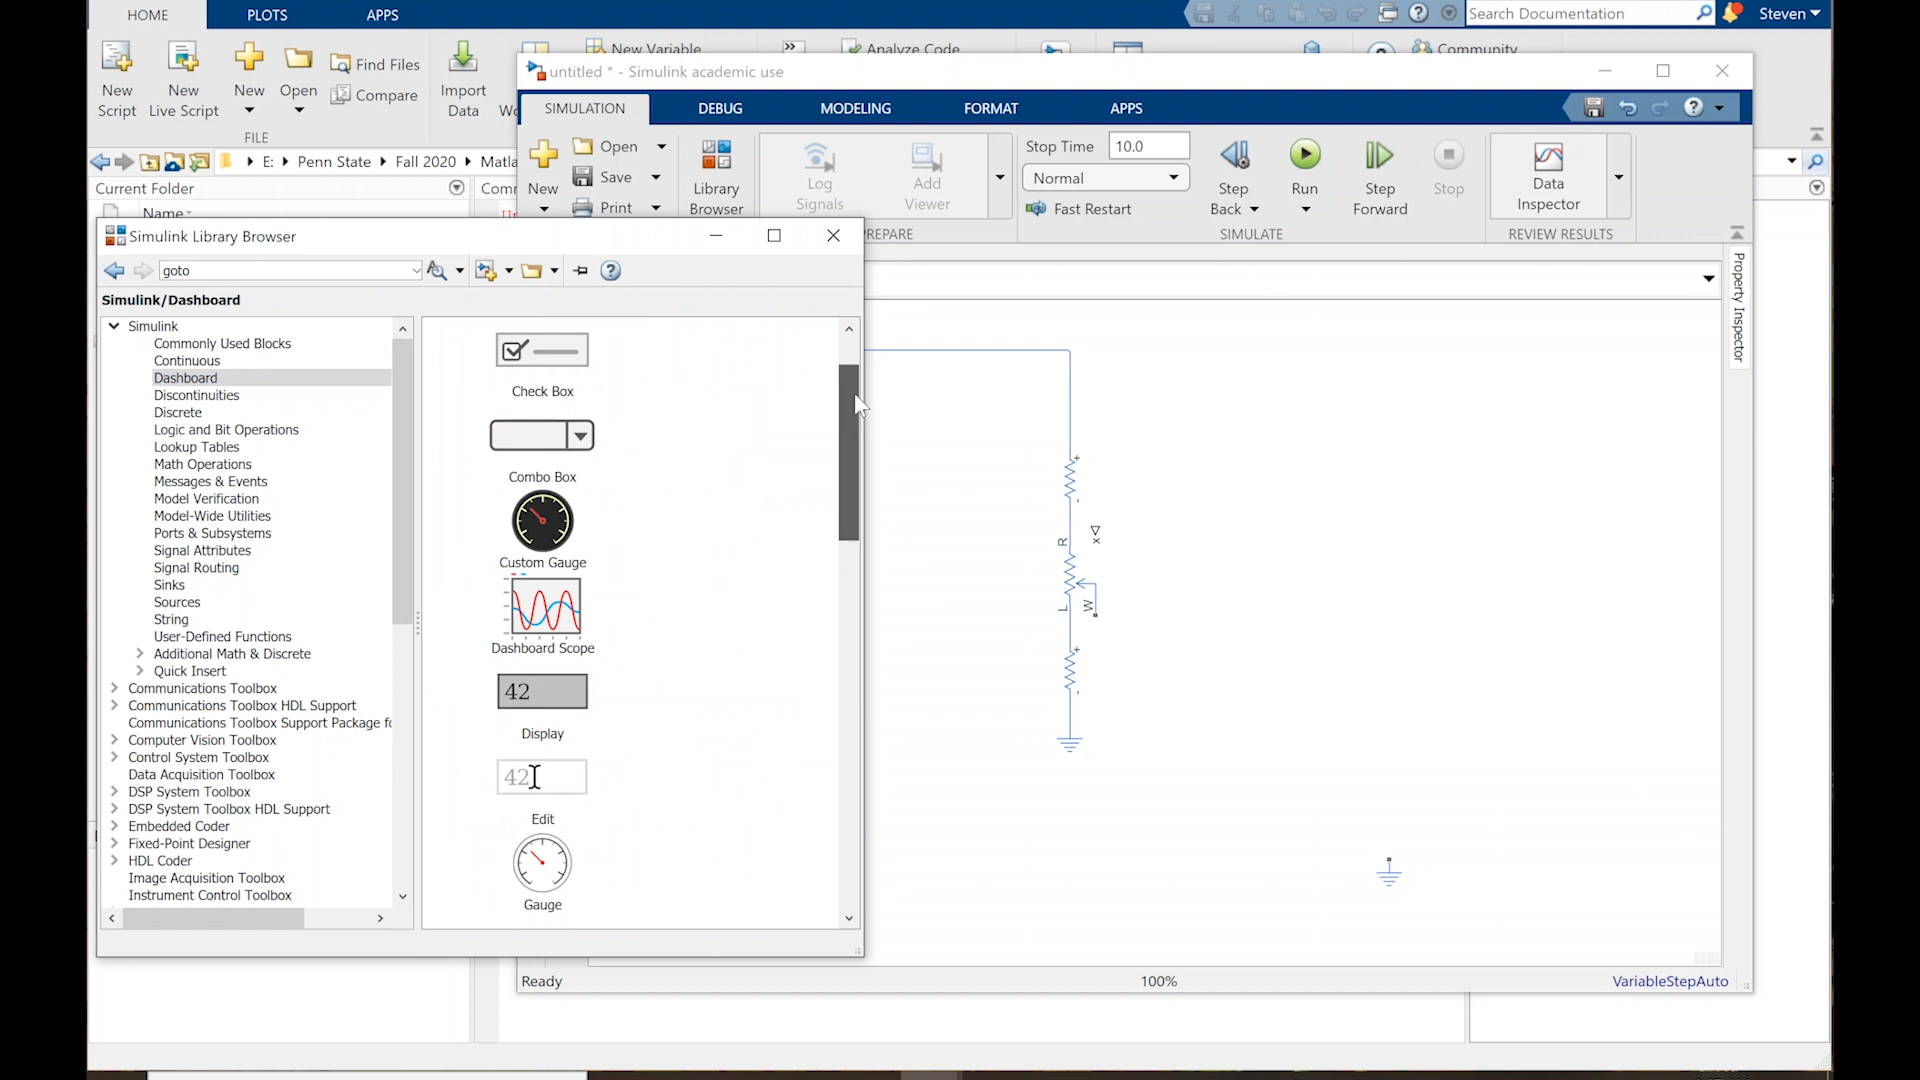 HOME PLOTS APPS
Search Documentation
Steven
New Script
New Live Script
New
Open
Find Files
Compare
Import Data
New Variable
Analyze Code
Community
FILE
E: Penn State Fall 2020 Matla
Current Folder
Name
untitled * - Simulink academic use
SIMULATION DEBUG MODELING FORMAT APPS
New
Open
Save
Print
Library Browser
Log Signals
Add Viewer
Stop Time 10.0
Normal
Fast Restart
Step Back
Run
Step Forward
Stop
Data Inspector
PREPARE
SIMULATE
REVIEW RESULTS
Property Inspector
Simulink Library Browser
goto
Simulink/Dashboard
Simulink
Commonly Used Blocks
Continuous
Dashboard
Discontinuities
Discrete
Logic and Bit Operations
Lookup Tables
Math Operations
Messages & Events
Model Verification
Model-Wide Utilities
Ports & Subsystems
Signal Attributes
Signal Routing
Sinks
Sources
String
User-Defined Functions
Additional Math & Discrete
Quick Insert
Communications Toolbox
Communications Toolbox HDL Support
Communications Toolbox Support Package fo
Computer Vision Toolbox
Control System Toolbox
Data Acquisition Toolbox
DSP System Toolbox
DSP System Toolbox HDL Support
Embedded Coder
Fixed-Point Designer
HDL Coder
Image Acquisition Toolbox
Instrument Control Toolbox
Check Box
Combo Box
Custom Gauge
Dashboard Scope
42
Display
42
Edit
Gauge
+
-
R
x
L
W
+
-
Ready
100%
VariableStepAuto